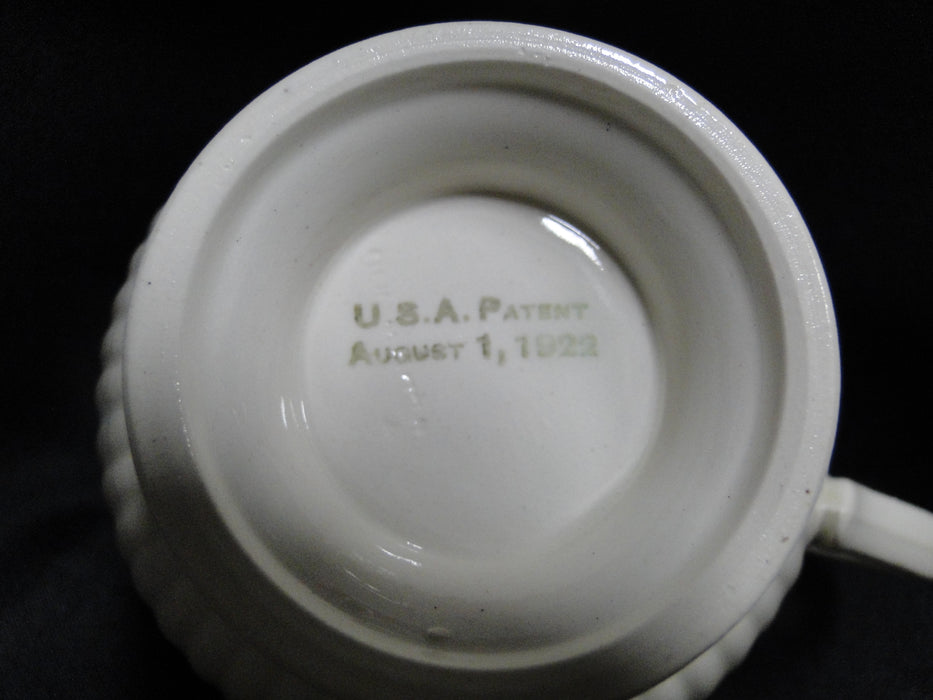 U.S.A. PATENT
AUGUST 1, 1922